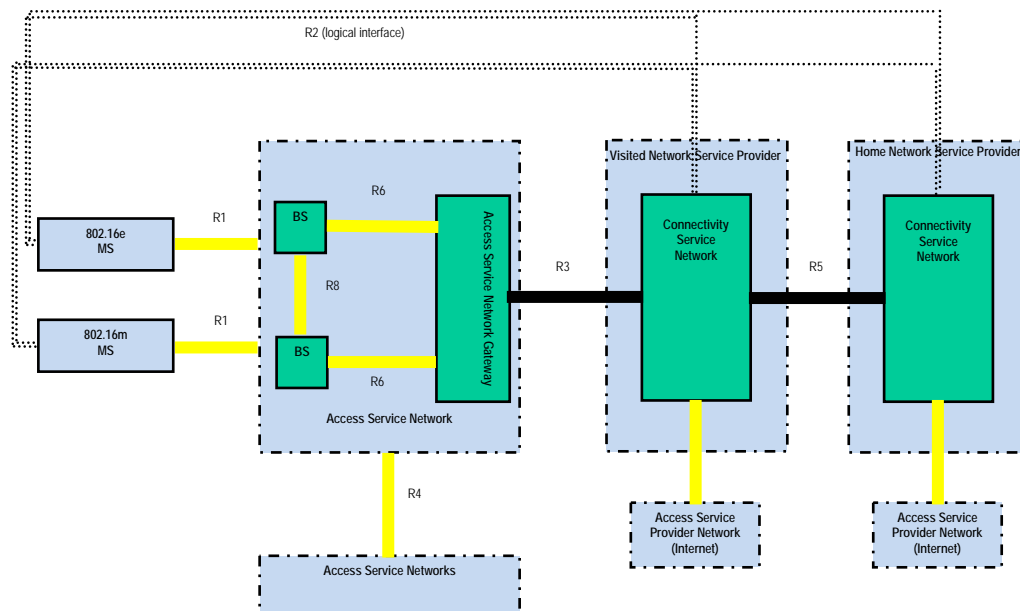 R2 (logical interface)
Visited Network Service Provider
Home Network Service Provider
802.16e
MS
R1
BS
R6
R8
802.16m
MS
R1
BS
R6
Access Service Network Gateway
Access Service Network
R3
Connectivity
Service
Network
R5
Connectivity
Service
Network
R4
Access Service Networks
Access Service
Provider Network
(Internet)
Access Service
Provider Network
(Internet)